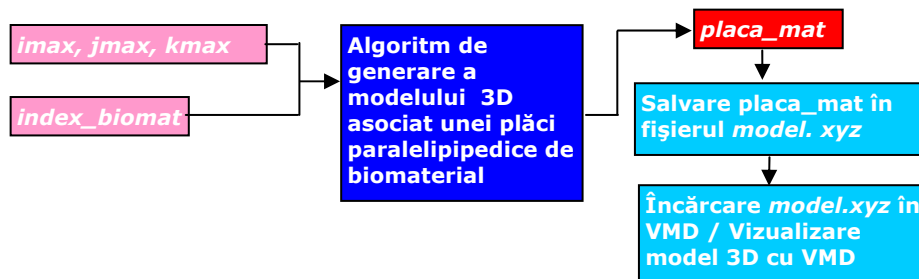 imax, jmax, kmax
index_biomat
Algoritm de
generare a
modelului 3D
asociat unei plăci
paralelipipedice de
biomaterial
placa_mat
Salvare placa_mat în
fişierul model. xyz
Încărcare model.xyz în
VMD / Vizualizare
model 3D cu VMD